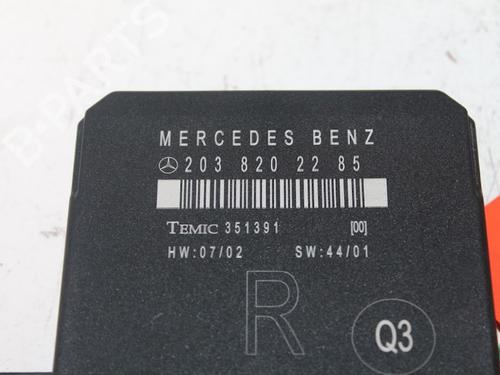 B-PARTS
MERCEDES BENZ
203 820 22 85
TEMIC 351391 [00]
HW:07/02 SW:44/01
R
Q3